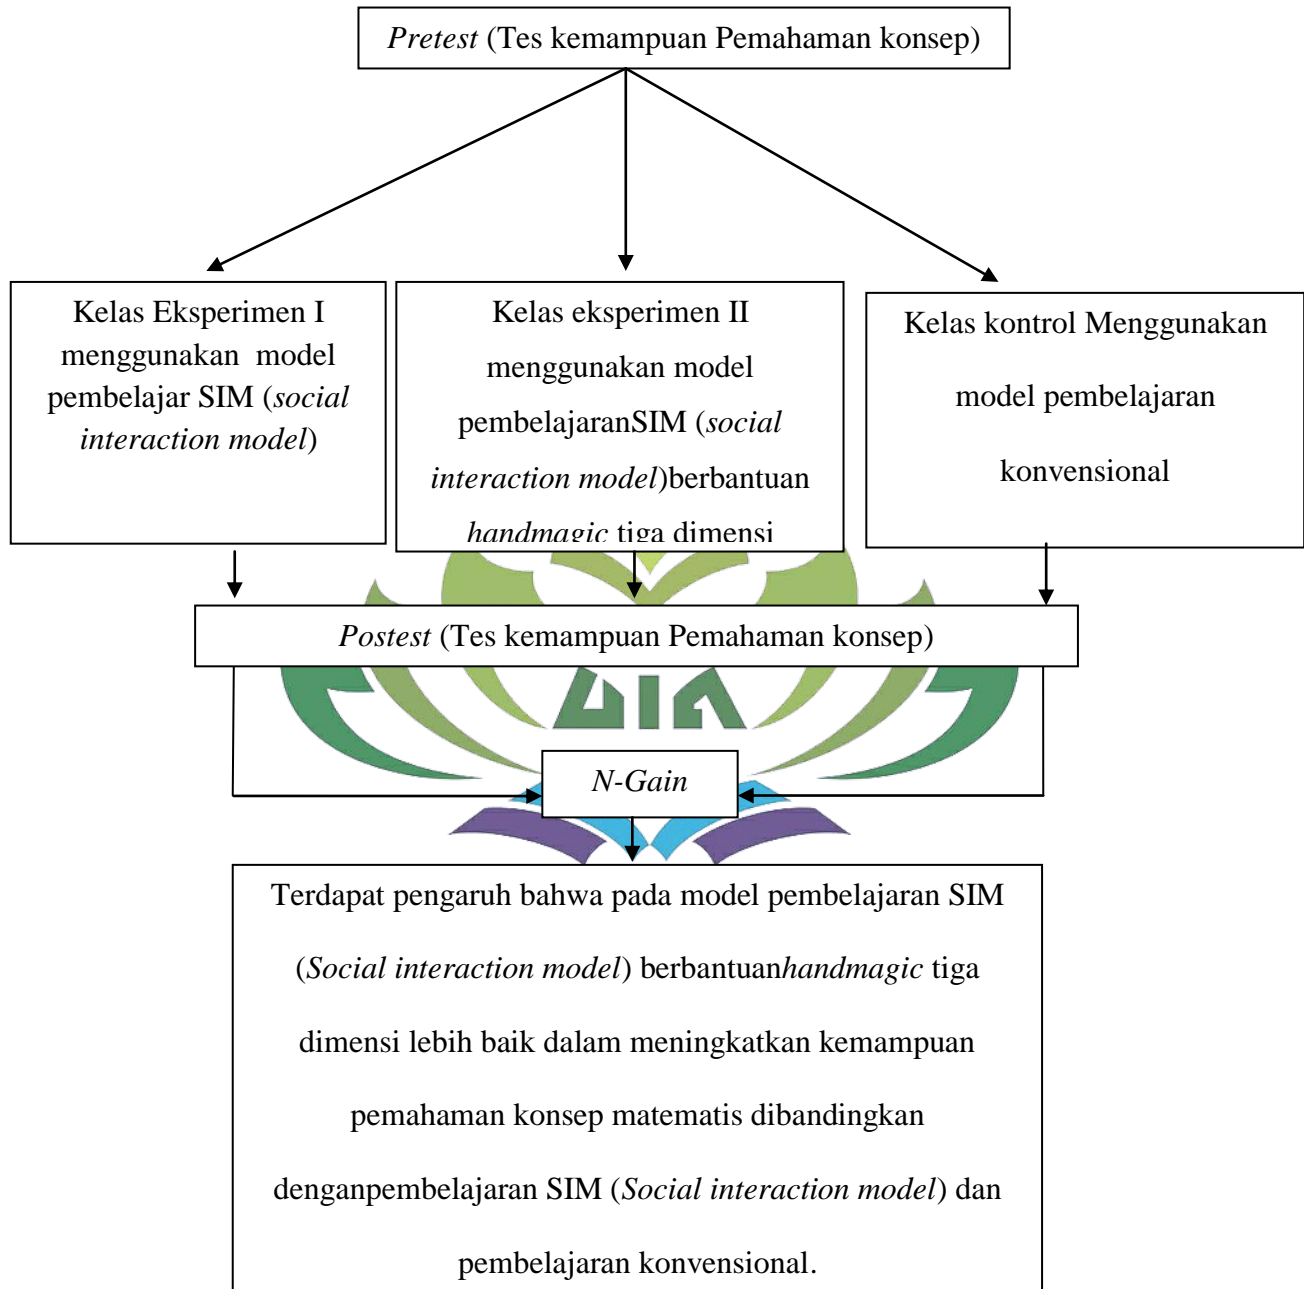 Pretest (Tes kemampuan Pemahaman konsep)
Kelas Eksperimen I
menggunakan model
pembelajar SIM (social
interaction model)
Kelas eksperimen II
menggunakan model
pembelajaranSIM (social
interaction model)berbantuan
handmagic tiga dimensi
Kelas kontrol Menggunakan
model pembelajaran
konvensional
Postest (Tes kemampuan Pemahaman konsep)
UIN
N-Gain
Terdapat pengaruh bahwa pada model pembelajaran SIM
(Social interaction model) berbantuanhandmagic tiga
dimensi lebih baik dalam meningkatkan kemampuan
pemahaman konsep matematis dibandingkan
denganpembelajaran SIM (Social interaction model) dan
pembelajaran konvensional.